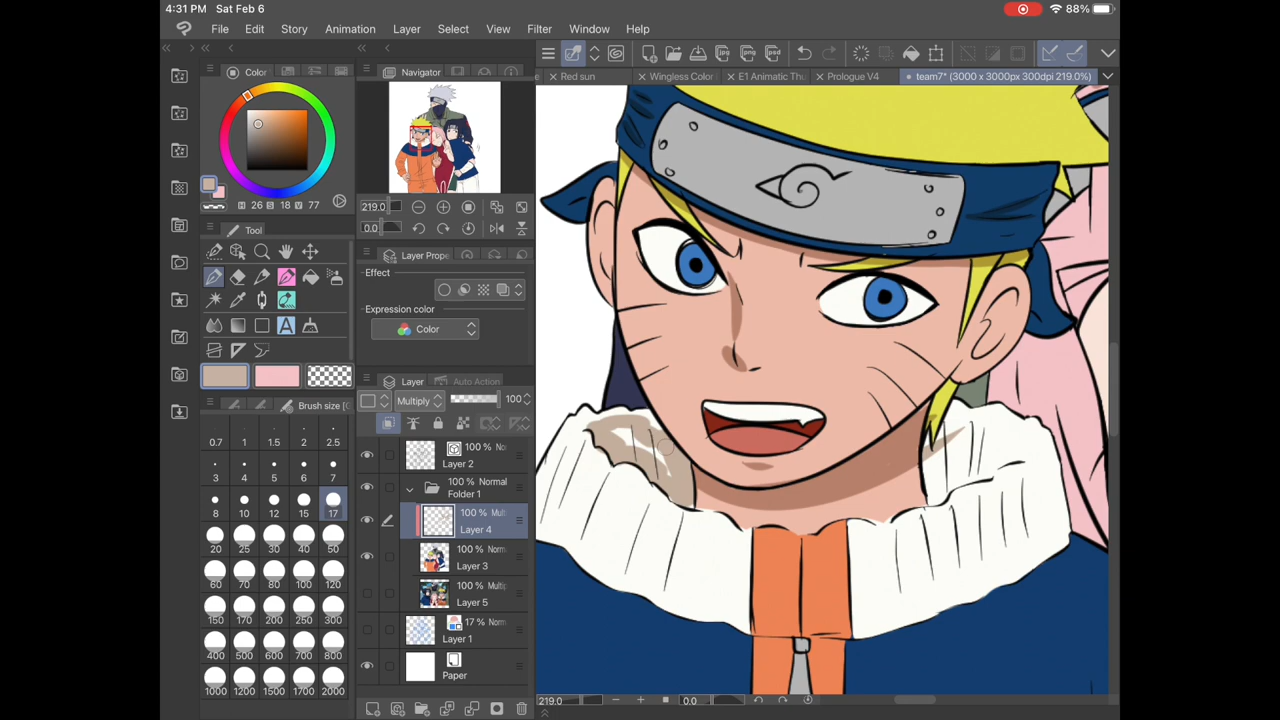 4:31 PM Sat Feb 6 88%
File Edit Story Animation Layer Select View Filter Window Help
Color Navigator
Red sun Wingless Color E1 Animatic Thu Prologue V4 team7* (3000 x 3000px 300dpi 219.0%)
H 26 S 18 V 77
219.0
0.0
Tool
Layer Prope
Effect
Expression color
Color
Layer Auto Action
Brush size
Multiply 100
0.7 1 2 2.5
3 4 5 6 7
8 10 12 15 17
20 25 30 40 50
60 70 80 100 120
150 170 200 250 300
400 500 600 700 800
1000 1200 1500 1700 2000
100 % No
Layer 2
100 % Normal
Folder 1
100 % Mult
Layer 4
100 % Norm
Layer 3
100 % Multip
Layer 5
17 % Norm
Layer 1
Paper
219.0 0.0